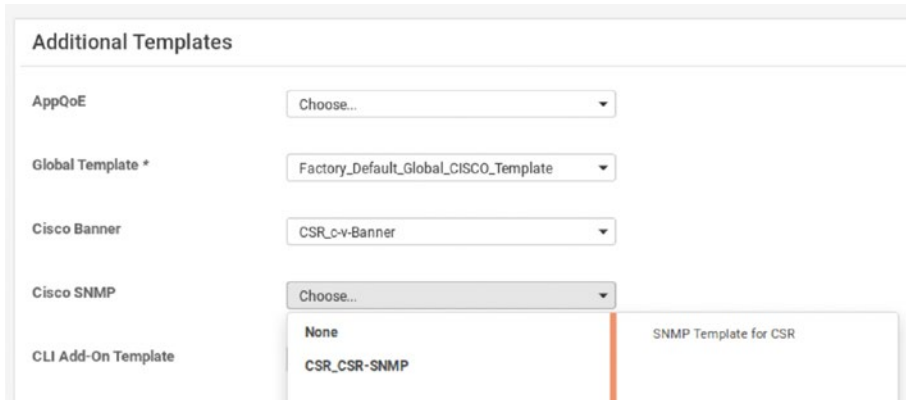 Additional Templates
AppQoE
Choose...
Global Template *
Factory_Default_Global_CISCO_Template
Cisco Banner
CSR_c-v-Banner
Cisco SNMP
Choose...
None
SNMP Template for CSR
CLI Add-On Template
CSR_CSR-SNMP